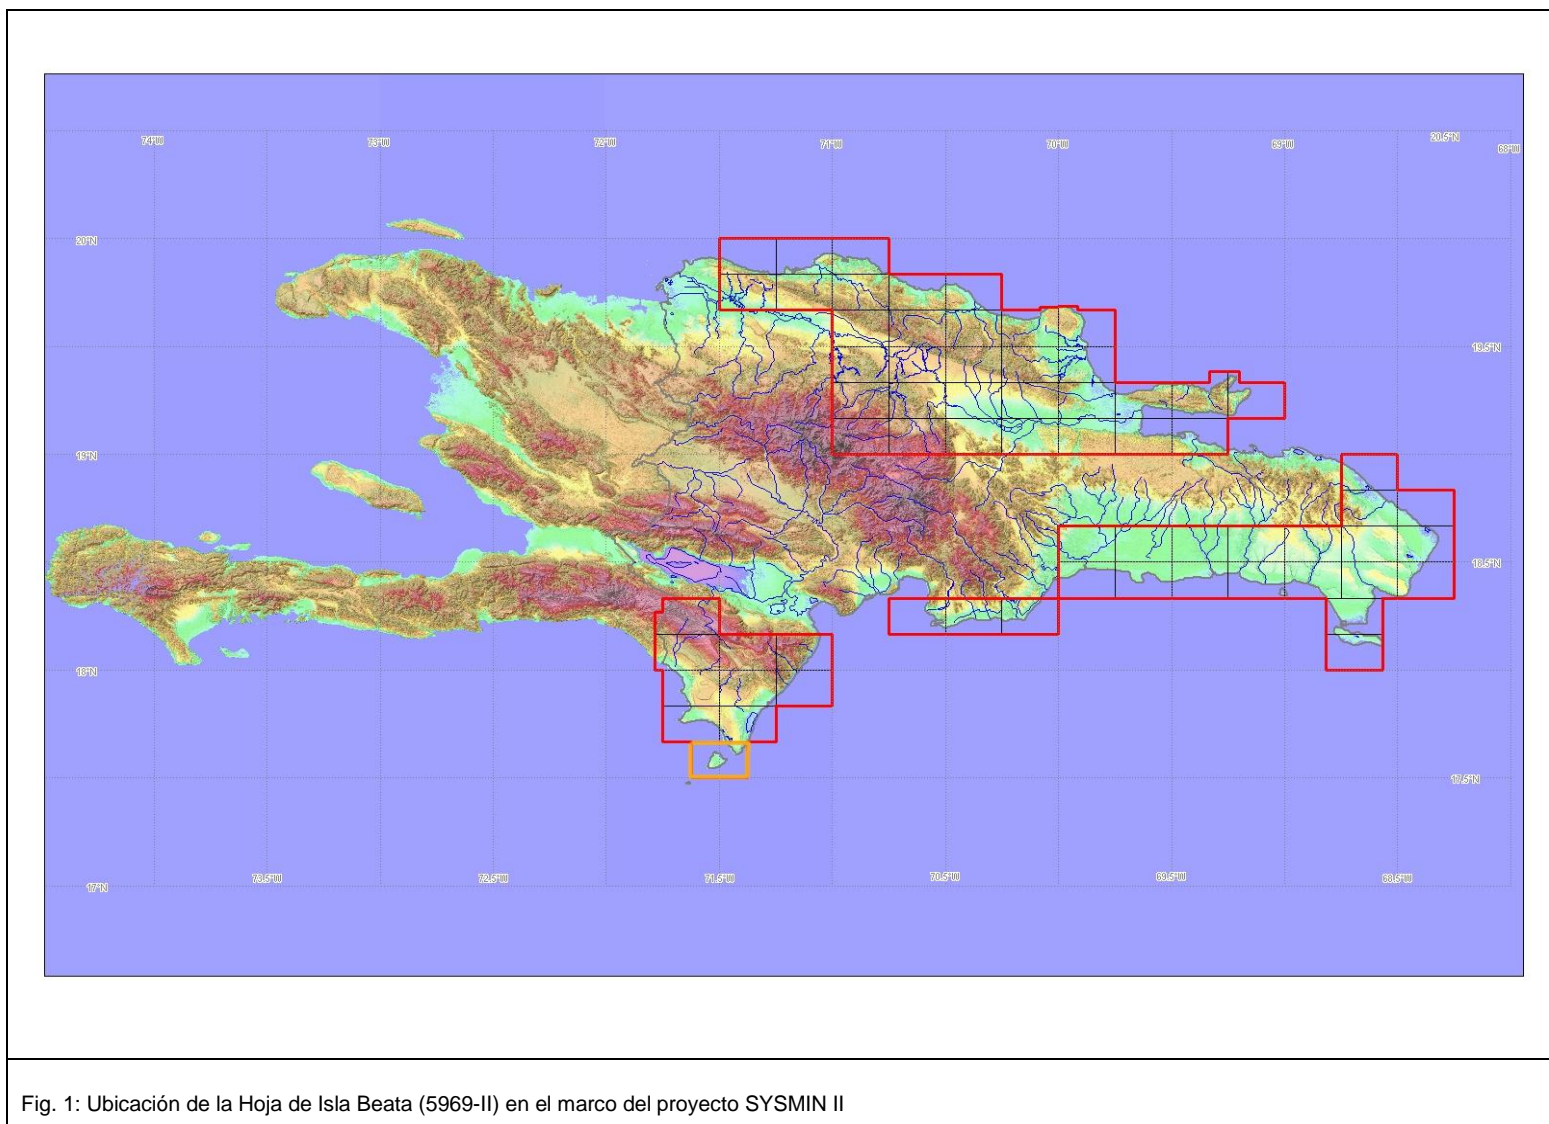 74°W
73°W
72°W
71°W
70°W
69°W
20.5°N
68°W
20°N
19.5°N
19°N
18.5°N
18°N
17.5°N
17°N
73.5°W
72.5°W
71.5°W
70.5°W
69.5°W
68.5°W
Fig. 1: Ubicación de la Hoja de Isla Beata (5969-II) en el marco del proyecto SYSMIN II